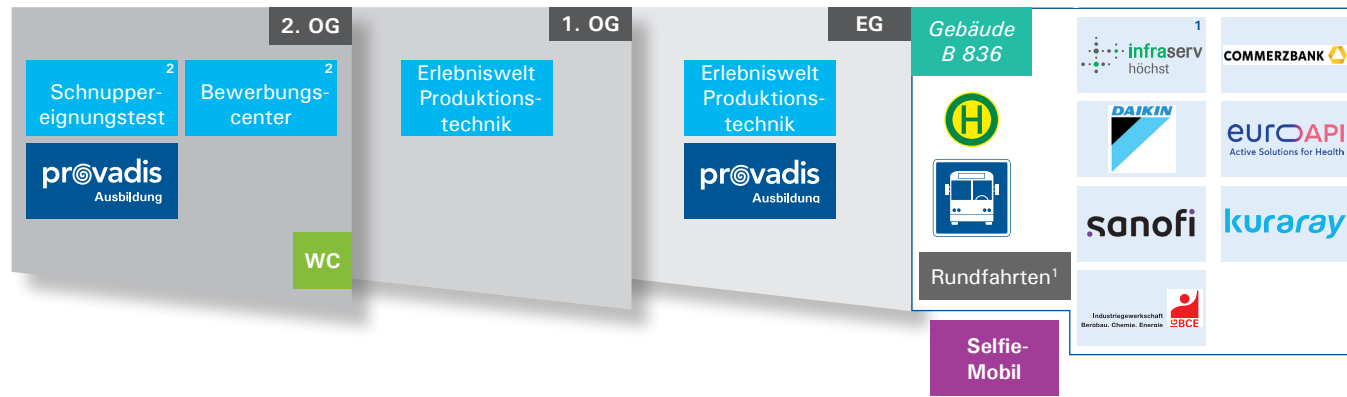 2. OG
2
Schnupper-
eignungstest
2
Bewerbungs-
center
provadis
Ausbildung
WC
1. OG
Erlebniswelt
Produktions-
technik
EG
Erlebniswelt
Produktions-
technik
provadis
Ausbildung
Gebäude
B 836
H
Rundfahrten¹
Selfie-
Mobil
1
infraserv
höchst
COMMERZBANK
DAIKIN
euroAPI
Active Solutions for Health
sanofi
kuraray
Industriegewerkschaft
Bergbau. Chemie. Energie
IGBCE